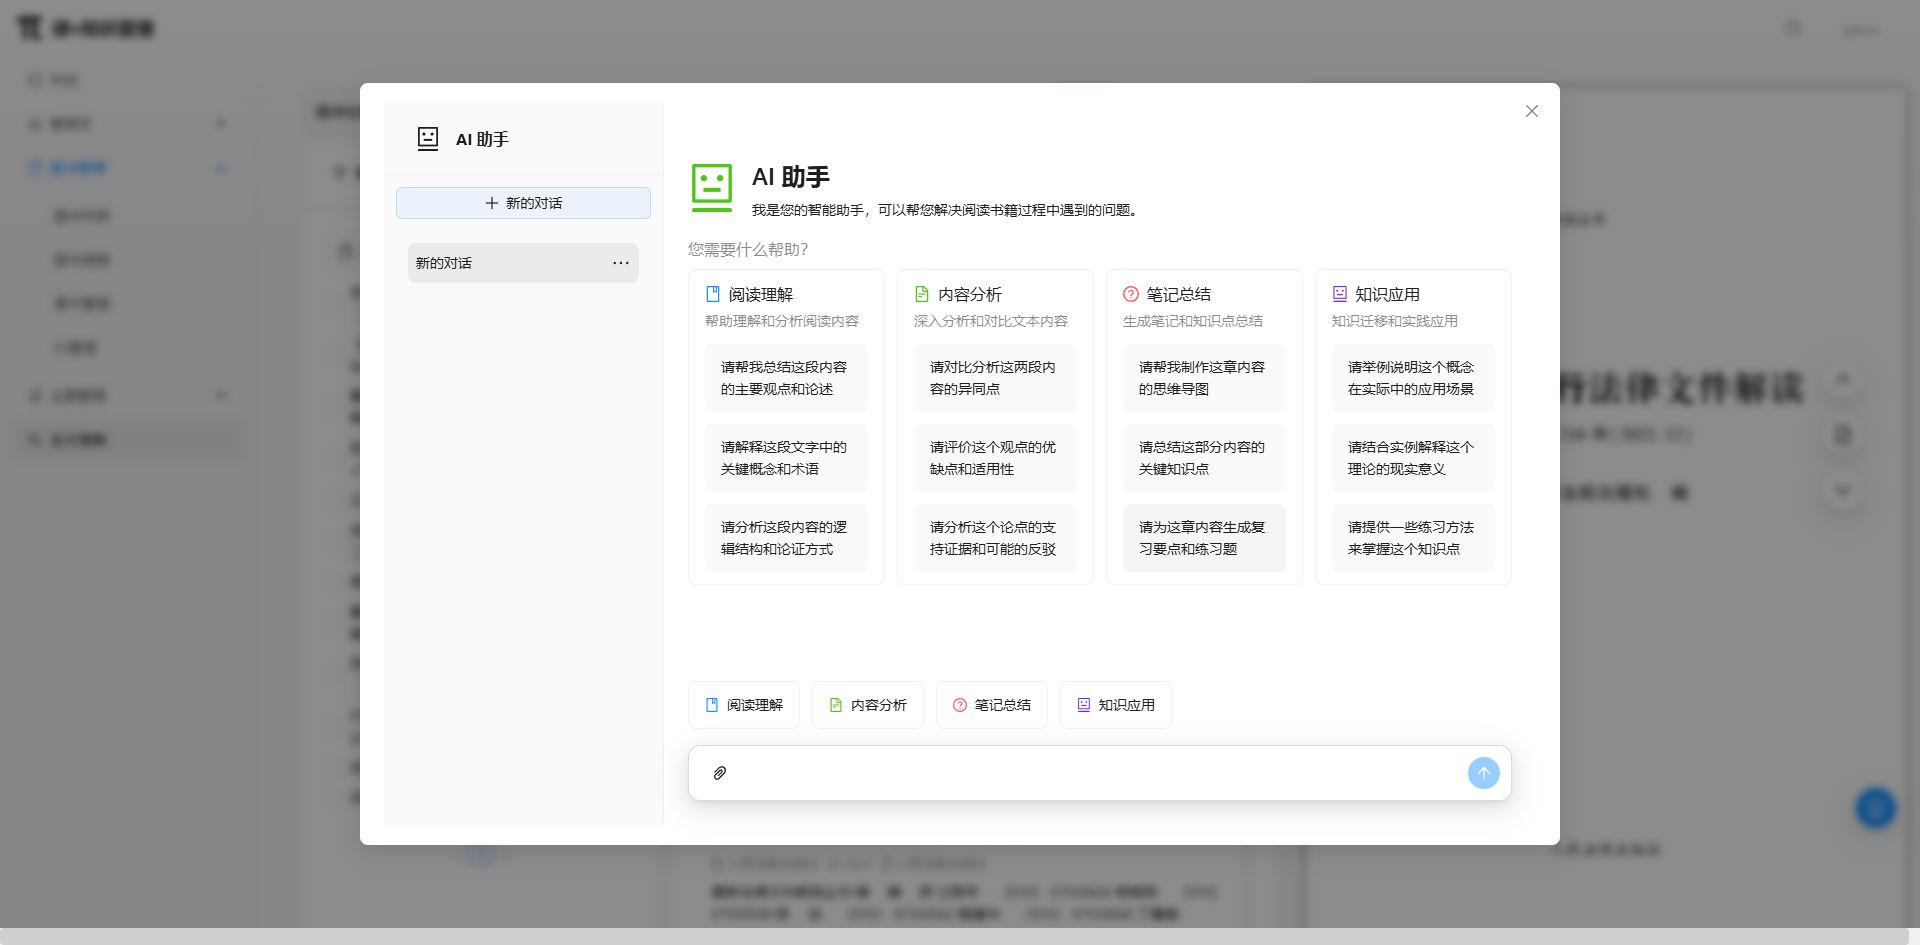 AI 助手
新的对话
新的对话
AI 助手
我是您的智能助手，可以帮您解决阅读书籍过程中遇到的问题。
您需要什么帮助？
阅读理解
帮助理解和分析阅读内容
请帮我总结这段内容
的主要观点和论述
请解释这段文字中的
关键概念和术语
请分析这段内容的逻
辑结构和论证方式
内容分析
深入分析和对比文本内容
请对比分析这两段内
容的异同点
请评价这个观点的优
缺点和适用性
请分析这个论点的支
持证据和可能的反驳
笔记总结
生成笔记和知识点总结
请帮我制作这章内容
的思维导图
请总结这部分内容的
关键知识点
请为这章内容生成复
习要点和练习题
知识应用
知识迁移和实践应用
请举例说明这个概念
在实际中的应用场景
请结合实例解释这个
理论的现实意义
请提供一些练习方法
来掌握这个知识点
阅读理解
内容分析
笔记总结
知识应用
行法律文件解读